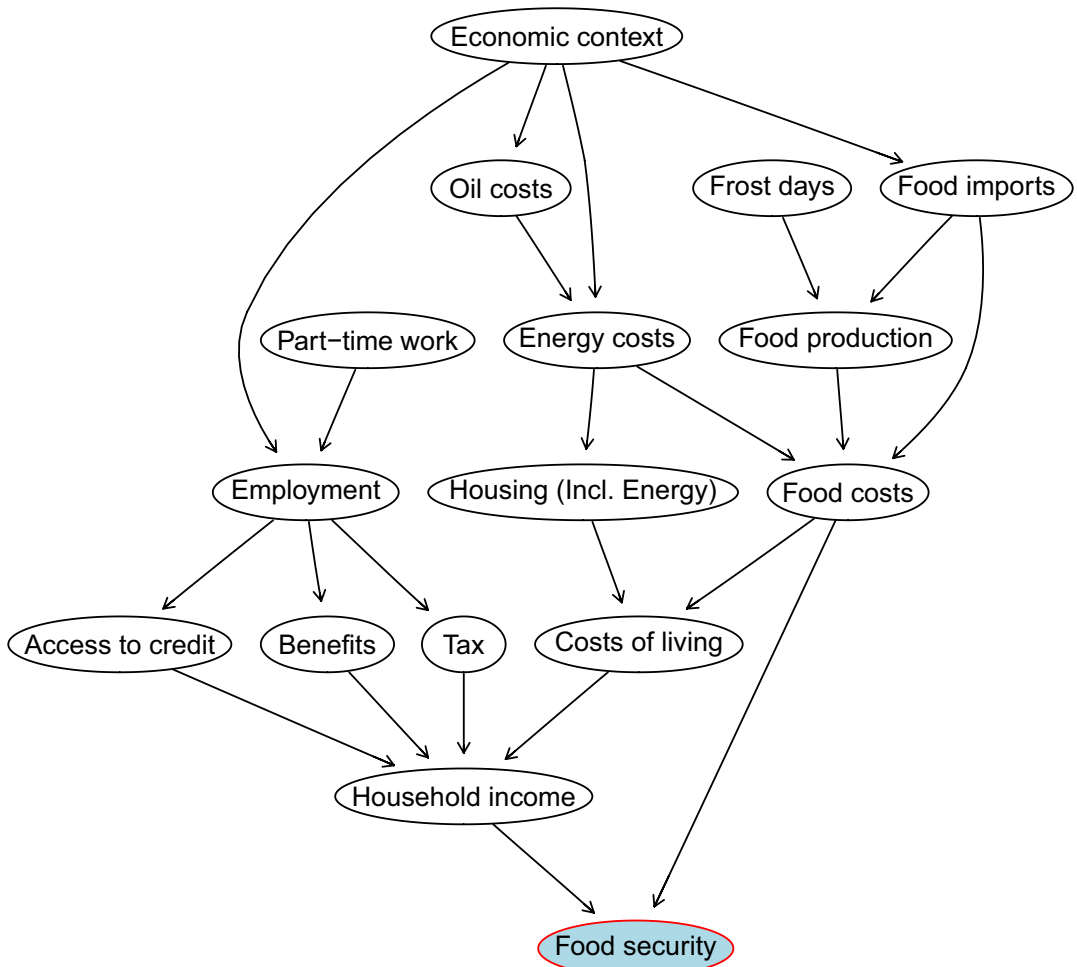 Economic context
Oil costs
Frost days
Food imports
Part−time work
Energy costs
Food production
Employment
Housing (Incl. Energy)
Food costs
Access to credit
Benefits
Tax
Costs of living
Household income
Food security